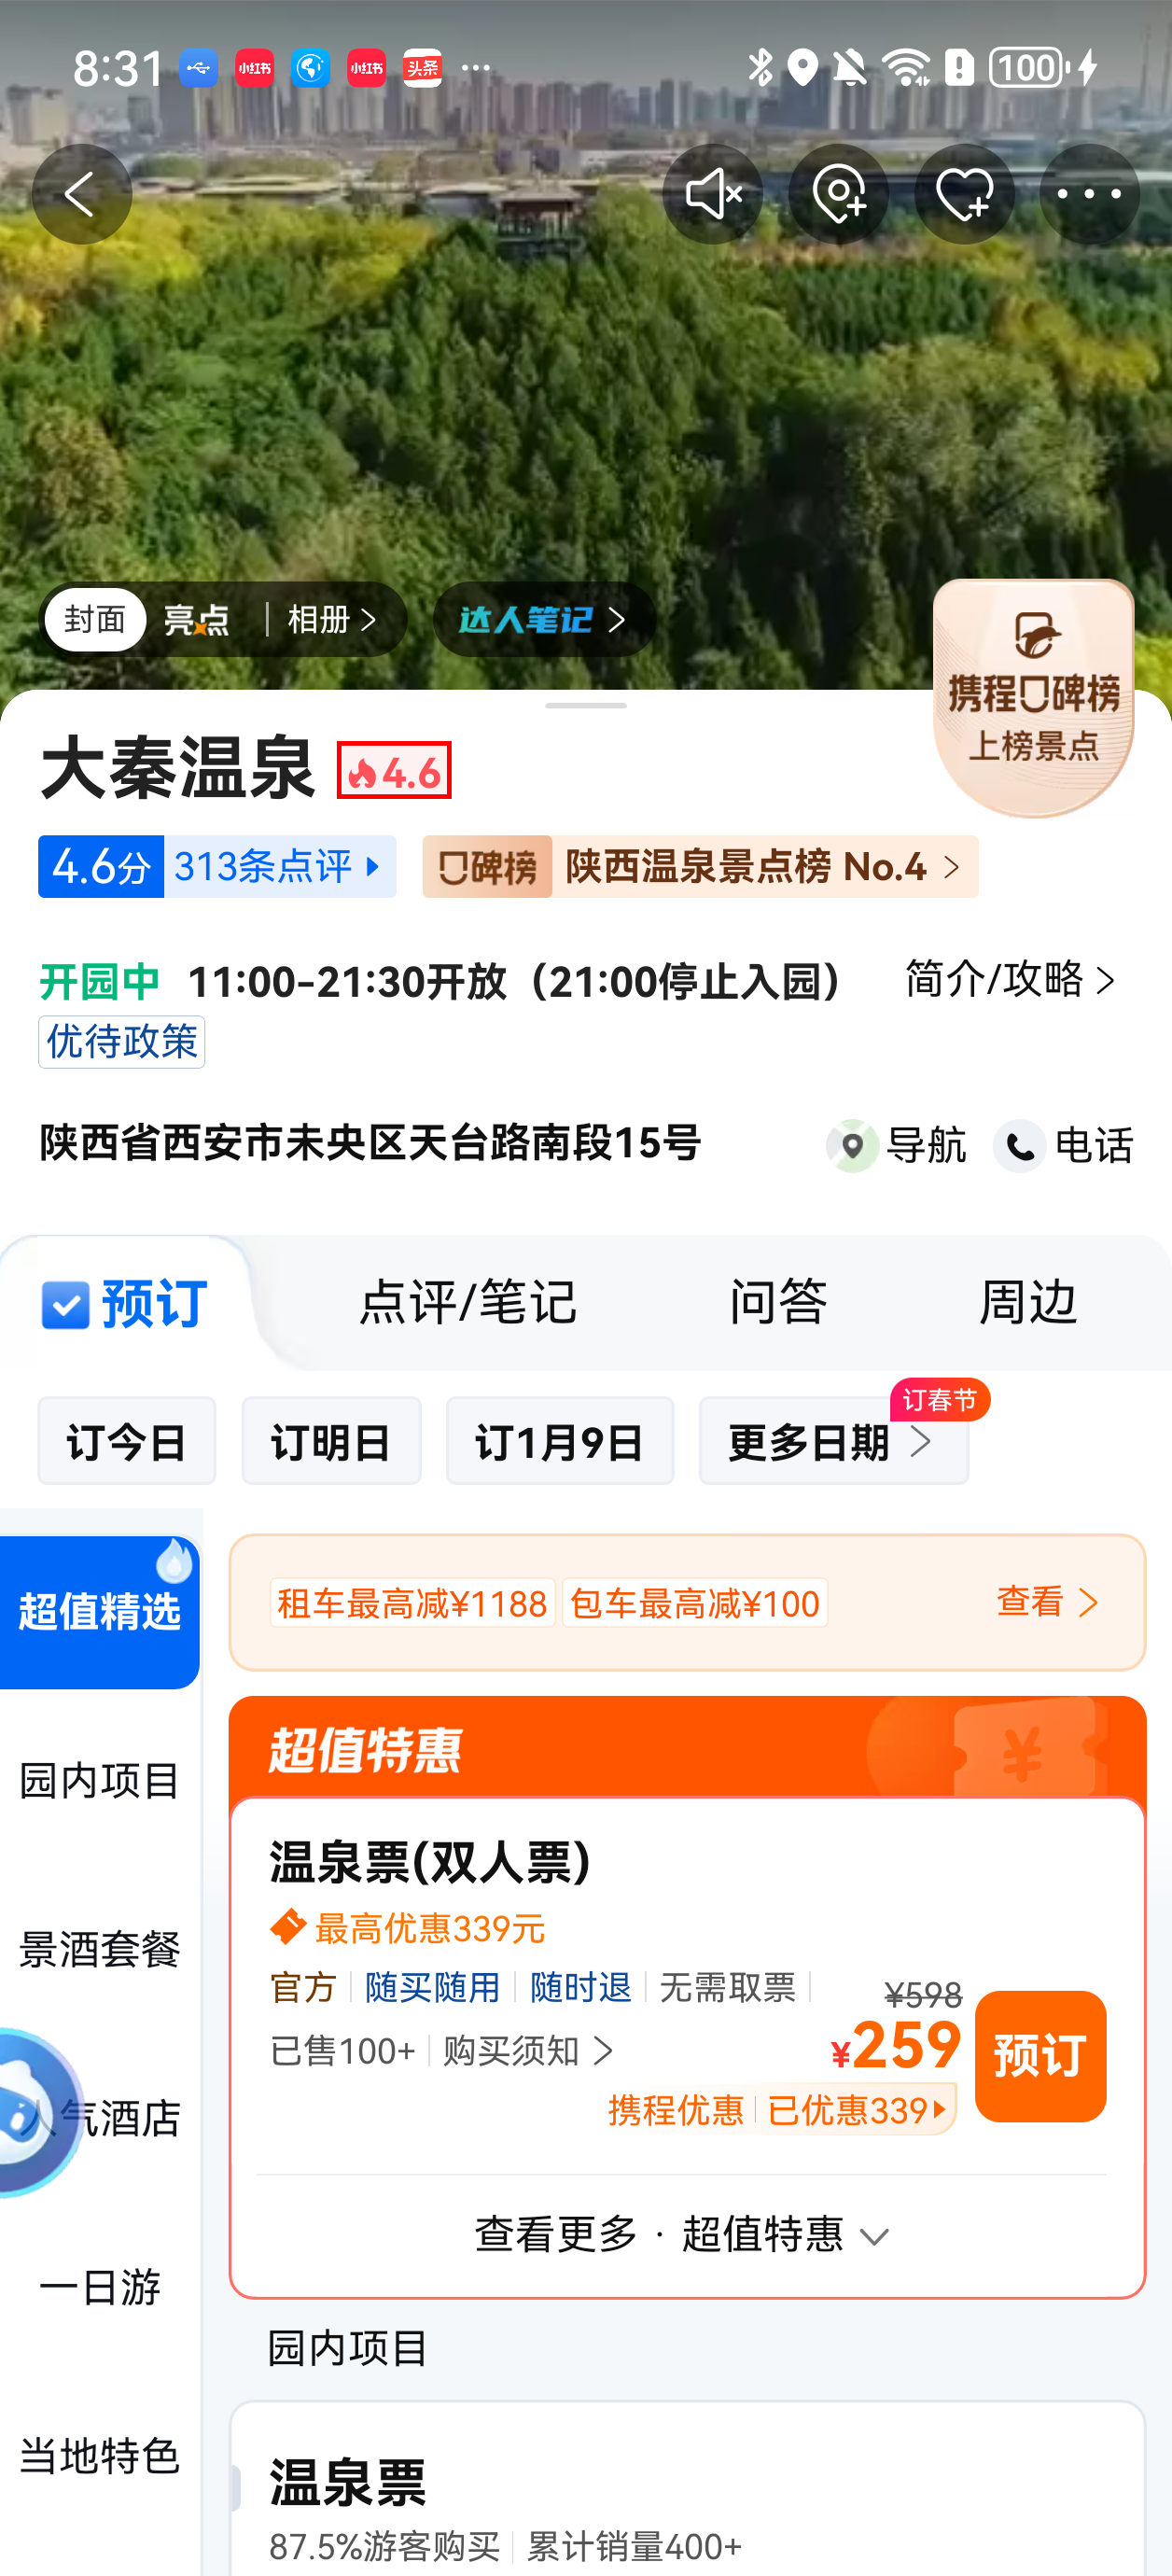 8:31 小红书 小红书 头条 ··· 100
封面 亮点 | 相册 > 达人笔记 >
携程口碑榜
上榜景点
大秦温泉 4.6
4.6分 313条点评 口碑榜 陕西温泉景点榜 No.4 >
开园中 11:00-21:30开放（21:00停止入园） 简介/攻略 >
优待政策
陕西省西安市未央区天台路南段15号 导航 电话
预订 点评/笔记 问答 周边
订春节
订今日 订明日 订1月9日 更多日期 >
超值精选
租车最高减¥1188 包车最高减¥100 查看 >
超值特惠 ¥
园内项目
温泉票(双人票)
最高优惠339元
景酒套餐
官方 | 随买随用 | 随时退 | 无需取票 |
¥598
已售100+ | 购买须知 >
¥259
预订
携程优惠 | 已优惠339
人气酒店
查看更多 · 超值特惠
一日游
园内项目
当地特色
温泉票
87.5%游客购买 | 累计销量400+